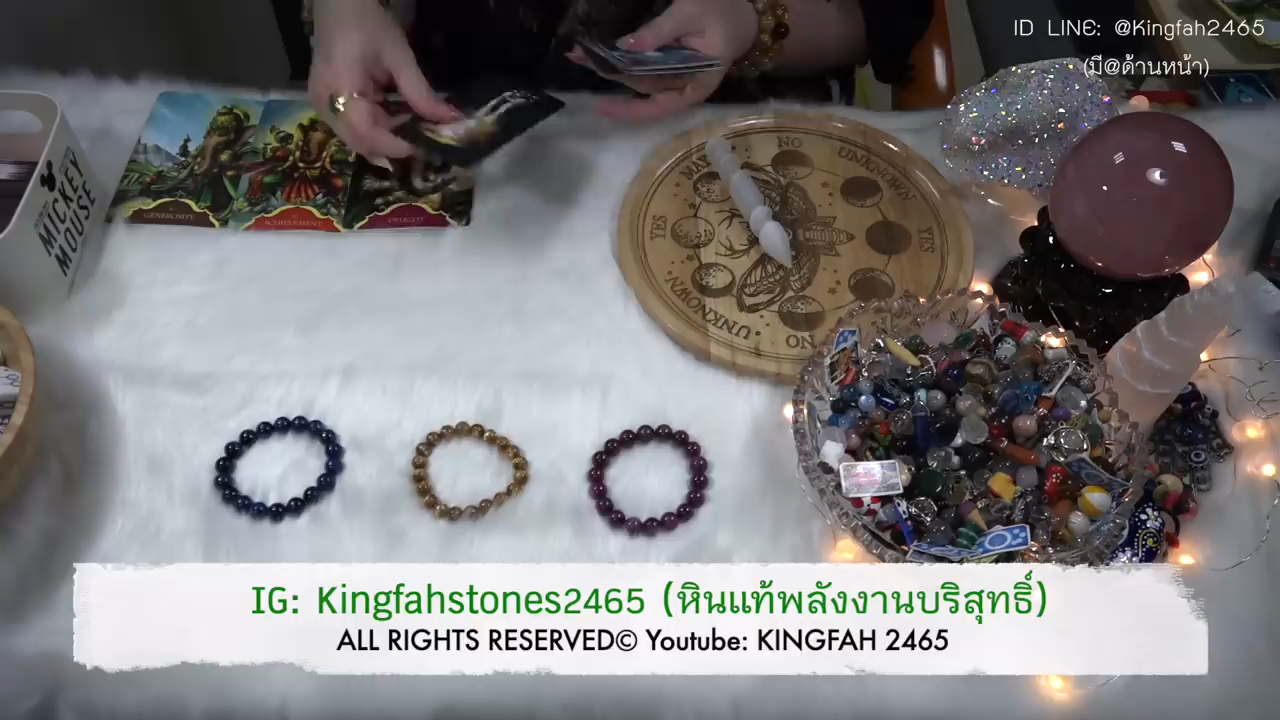 ID LINE: @Kingfah2465
(มี@ด้านหน้า)
MICKEY
MOUSE
GENEROSITY
ACHIEVEMENT
NO
UNKNOWN
YES
YES
UNKNOWN
NO
IG: Kingfahstones2465 (หินแท้พลังงานบริสุทธิ์)
ALL RIGHTS RESERVED© Youtube: KINGFAH 2465